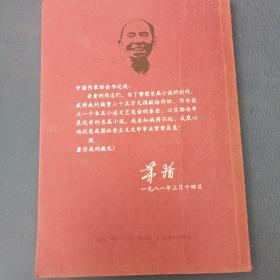 中国作家协会书记处：
亲爱的同志们，为了繁荣长篇小说的创作，
我将我的稿费二十五万元捐献给作协，作为设
立一个长篇小说文艺奖金的基金，以奖励每年
最优秀的长篇小说。我自知病将不起，我衷心
地祝愿我国社会主义文学事业繁荣昌盛！
致
最崇高的敬礼！
茅盾
一九八一年三月十四日